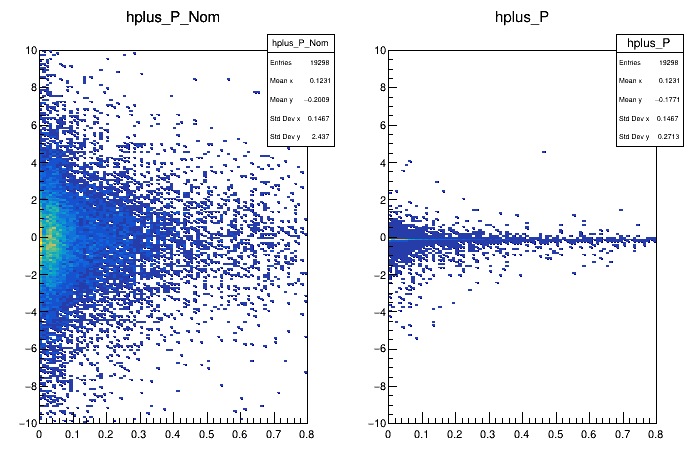 hplus_P_Nom
hplus_P_Nom
Entries 19298
Mean x 0.1231
Mean y −0.2009
Std Dev x 0.1467
Std Dev y 2.437
10
8
6
4
2
0
−2
−4
−6
−8
−10
0 0.1 0.2 0.3 0.4 0.5 0.6 0.7 0.8
hplus_P
hplus_P
Entries 19298
Mean x 0.1231
Mean y −0.1771
Std Dev x 0.1467
Std Dev y 0.2713
10
8
6
4
2
0
−2
−4
−6
−8
−10
0 0.1 0.2 0.3 0.4 0.5 0.6 0.7 0.8